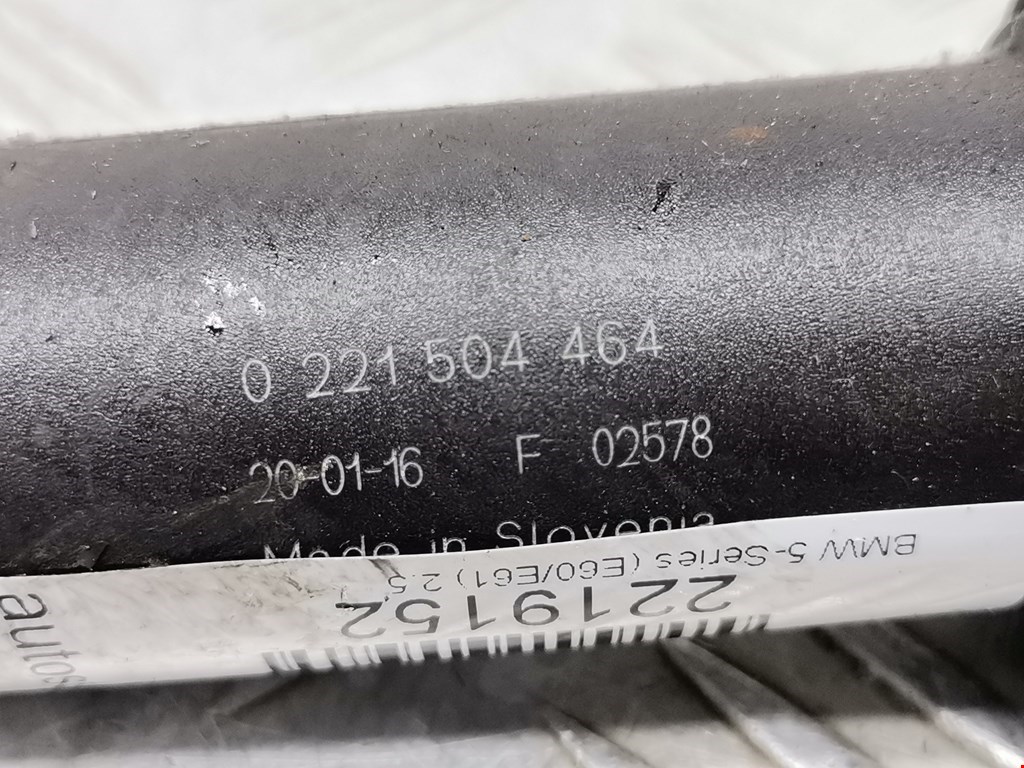 0 221 504 464
20-01-16 F 02578
Made in Slovenia
BMW 5-Series (E60/E61) 2.5
2219152
autos